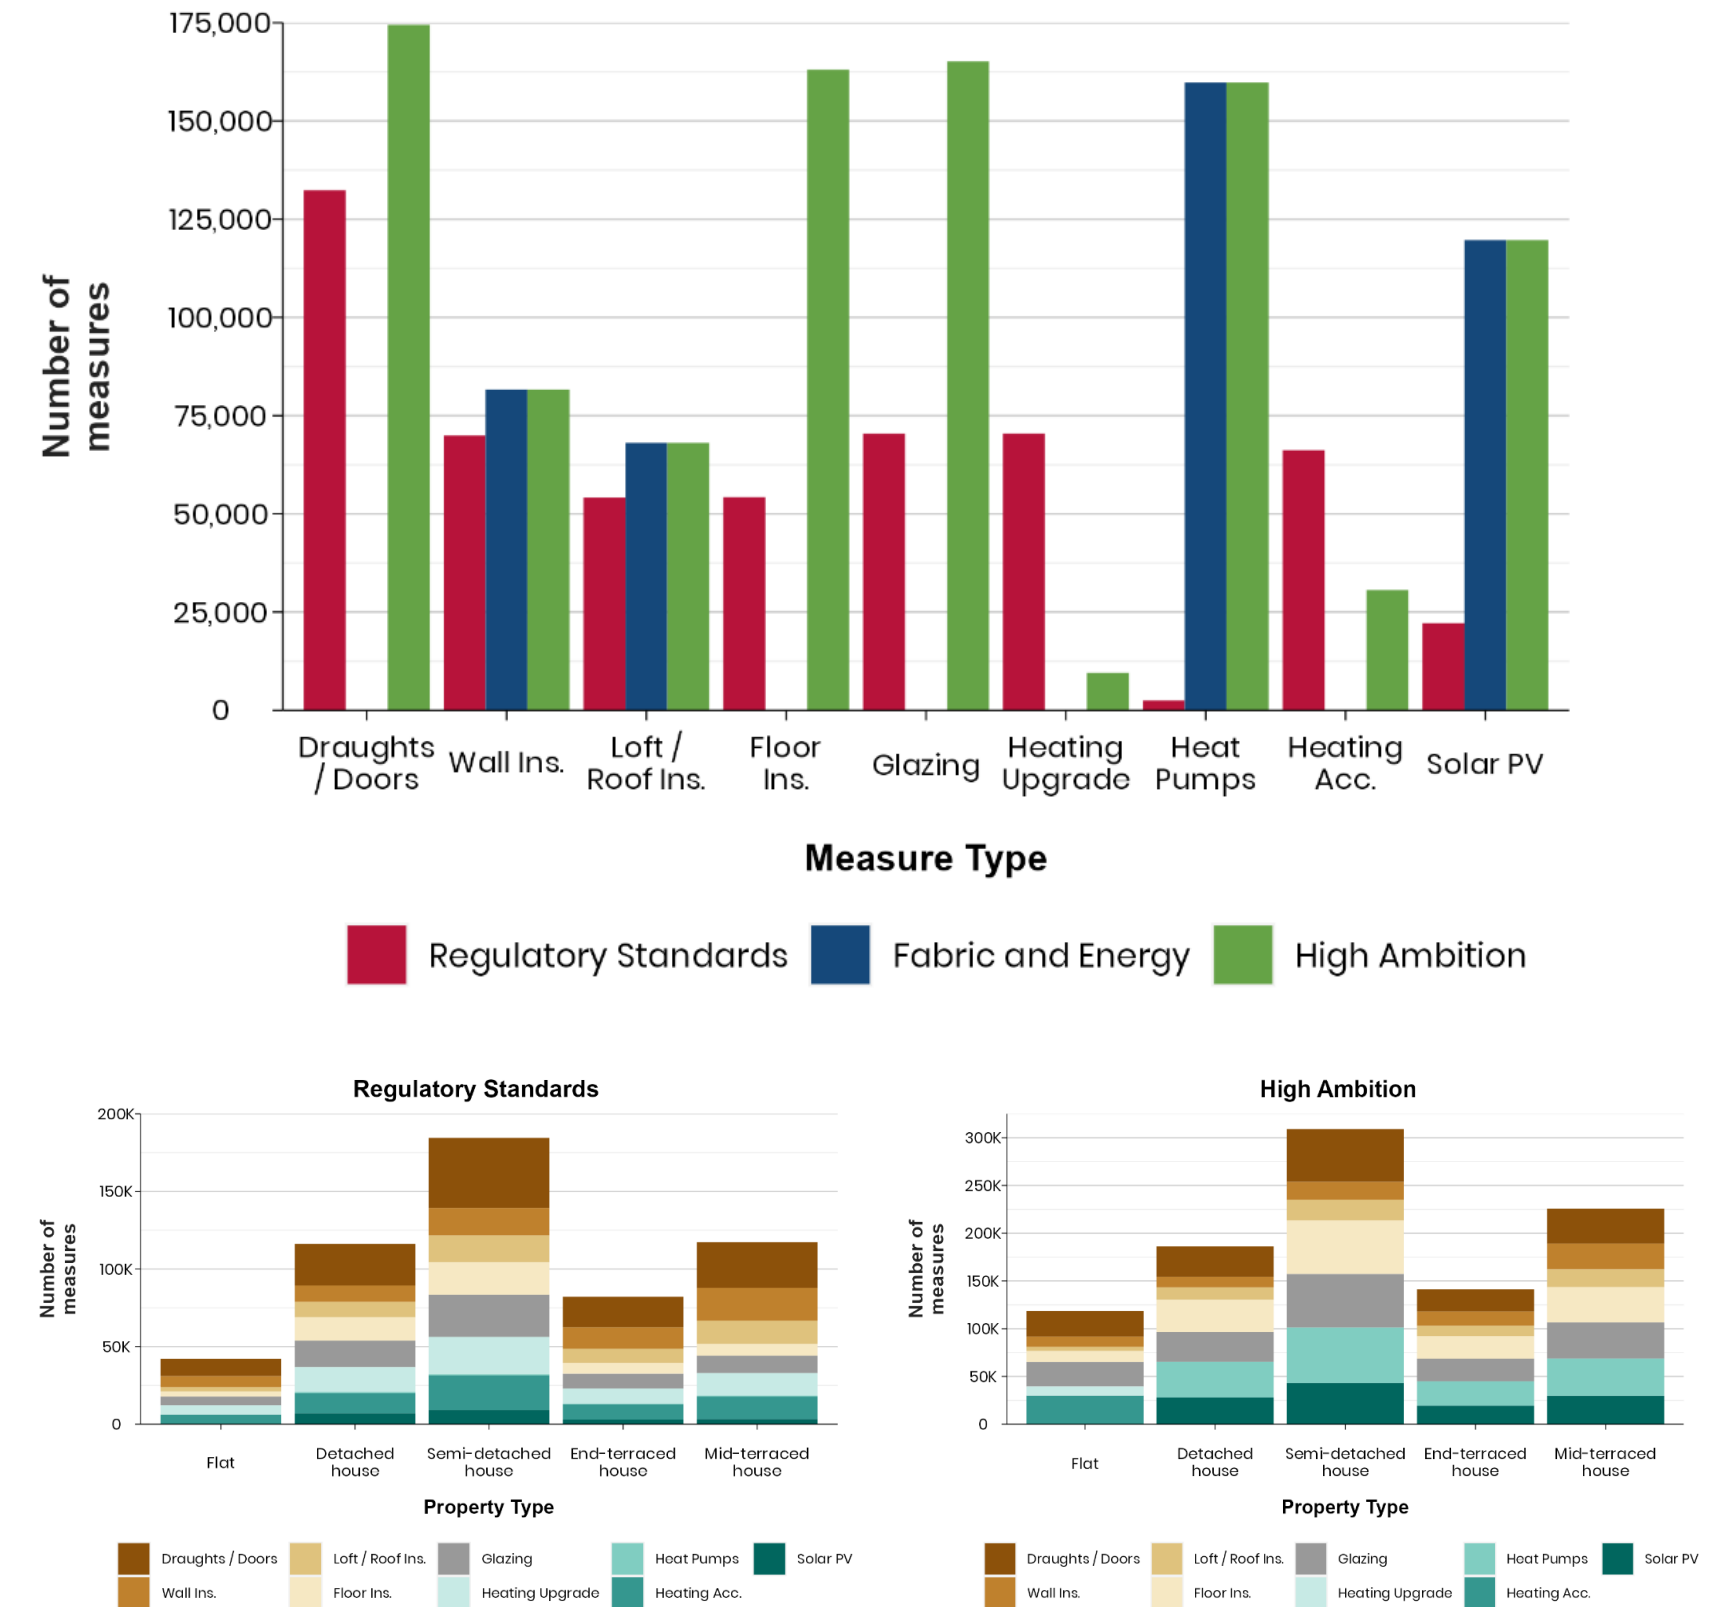 175,000
150,000
125,000
100,000
75,000
50,000
25,000
0
Number of
measures
Draughts
/ Doors
Wall Ins.
Loft /
Roof Ins.
Floor
Ins.
Glazing
Heating
Upgrade
Heat
Pumps
Heating
Acc.
Solar PV
Measure Type
Regulatory Standards
Fabric and Energy
High Ambition
Regulatory Standards
200K
150K
100K
50K
0
Number of
measures
Flat
Detached
house
Semi-detached
house
End-terraced
house
Mid-terraced
house
Property Type
Draughts / Doors
Loft / Roof Ins.
Glazing
Heat Pumps
Solar PV
Wall Ins.
Floor Ins.
Heating Upgrade
Heating Acc.
High Ambition
300K
250K
200K
150K
100K
50K
0
Number of
measures
Flat
Detached
house
Semi-detached
house
End-terraced
house
Mid-terraced
house
Property Type
Draughts / Doors
Loft / Roof Ins.
Glazing
Heat Pumps
Solar PV
Wall Ins.
Floor Ins.
Heating Upgrade
Heating Acc.